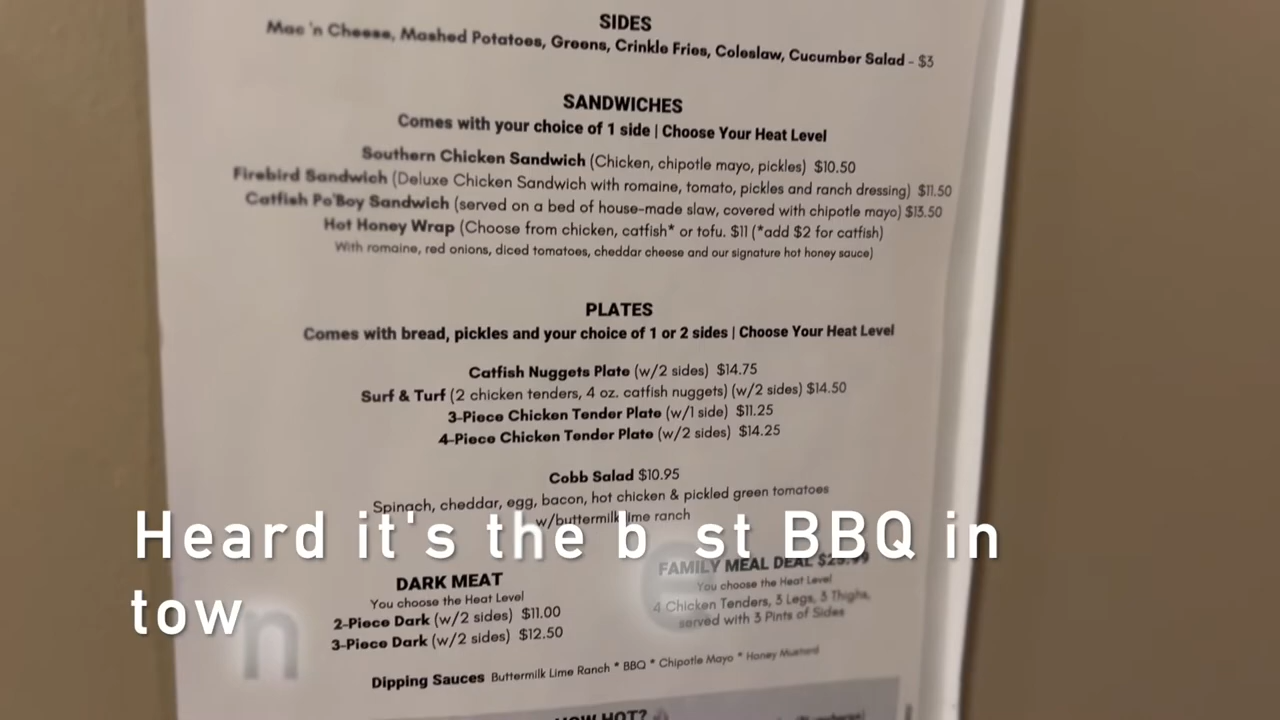 SIDES
Mac 'n Cheese, Mashed Potatoes, Greens, Crinkle Fries, Coleslaw, Cucumber Salad - $3
SANDWICHES
Comes with your choice of 1 side | Choose Your Heat Level
Southern Chicken Sandwich (Chicken, chipotle mayo, pickles) $10.50
Firebird Sandwich (Deluxe Chicken Sandwich with romaine, tomato, pickles and ranch dressing) $11.50
Catfish Po'Boy Sandwich (served on a bed of house-made slaw, covered with chipotle mayo) $13.50
Hot Honey Wrap (Choose from chicken, catfish* or tofu. $11 (*add $2 for catfish)
With romaine, red onions, diced tomatoes, cheddar cheese and our signature hot honey sauce)
PLATES
Comes with bread, pickles and your choice of 1 or 2 sides | Choose Your Heat Level
Catfish Nuggets Plate (w/2 sides) $14.75
Surf & Turf (2 chicken tenders, 4 oz. catfish nuggets) (w/2 sides) $14.50
3-Piece Chicken Tender Plate (w/1 side) $11.25
4-Piece Chicken Tender Plate (w/2 sides) $14.25
Cobb Salad $10.95
Spinach, cheddar, egg, bacon, hot chicken & pickled green tomatoes
w/buttermilk lime ranch
Heard it's the b st BBQ in
town
DARK MEAT
You choose the Heat Level
2-Piece Dark (w/2 sides) $11.00
3-Piece Dark (w/2 sides) $12.50
FAMILY MEAL DEAL
You choose the Heat Level
4 Chicken Tenders, 3 Legs, 3 Thighs,
served with 3 Pints of Sides
Dipping Sauces Buttermilk Lime Ranch * BBQ * Chipotle Mayo * Honey Mustard
HOT?